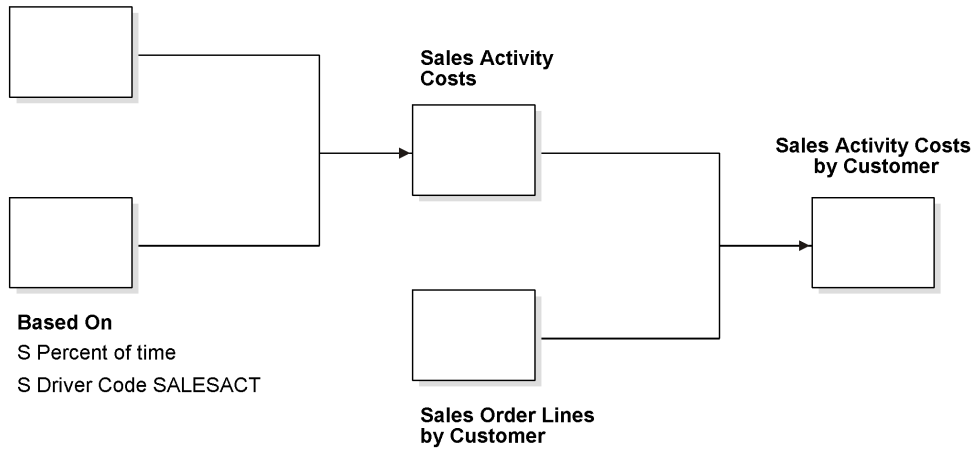 Sales Activity
Costs
Sales Activity Costs
by Customer
Based On
S Percent of time
S Driver Code SALESACT
Sales Order Lines
by Customer